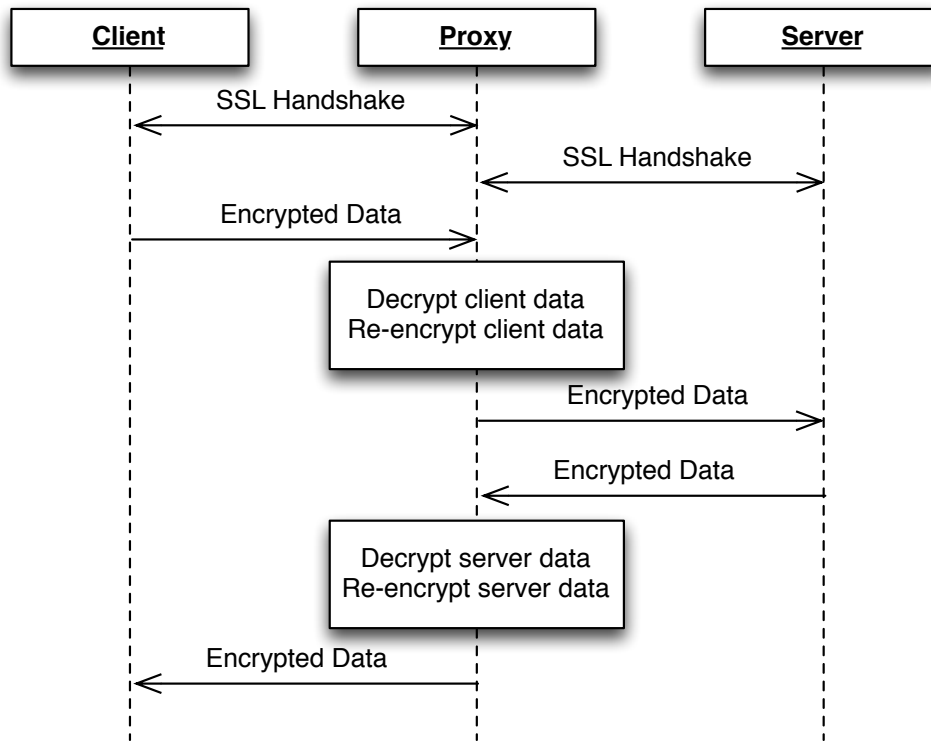 Client
Proxy
Server
SSL Handshake
SSL Handshake
Encrypted Data
Decrypt client data
Re-encrypt client data
Encrypted Data
Encrypted Data
Decrypt server data
Re-encrypt server data
Encrypted Data